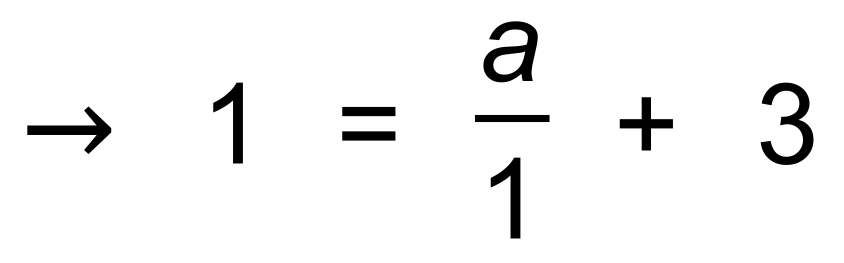 → 1 = a/1 + 3